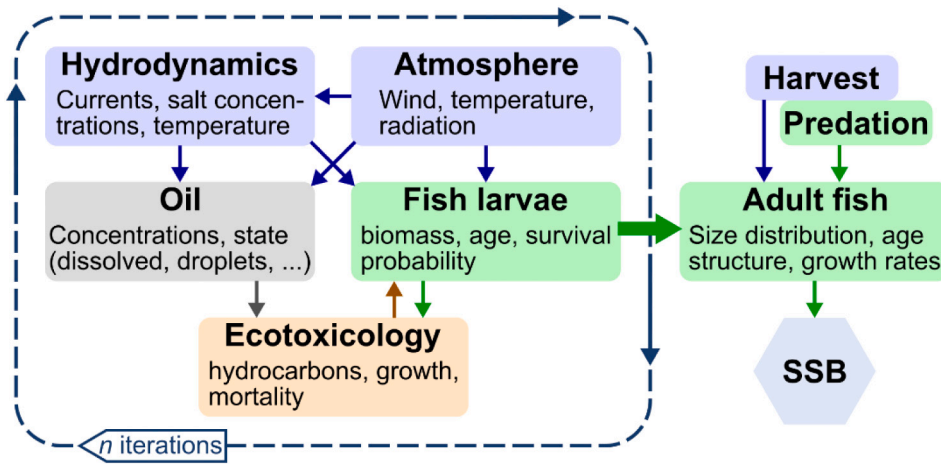 Hydrodynamics
Currents, salt concen-
trations, temperature
Atmosphere
Wind, temperature,
radiation
Harvest
Predation
Oil
Concentrations, state
(dissolved, droplets, ...)
Fish larvae
biomass, age, survival
probability
Adult fish
Size distribution, age
structure, growth rates
Ecotoxicology
hydrocarbons, growth,
mortality
SSB
n iterations